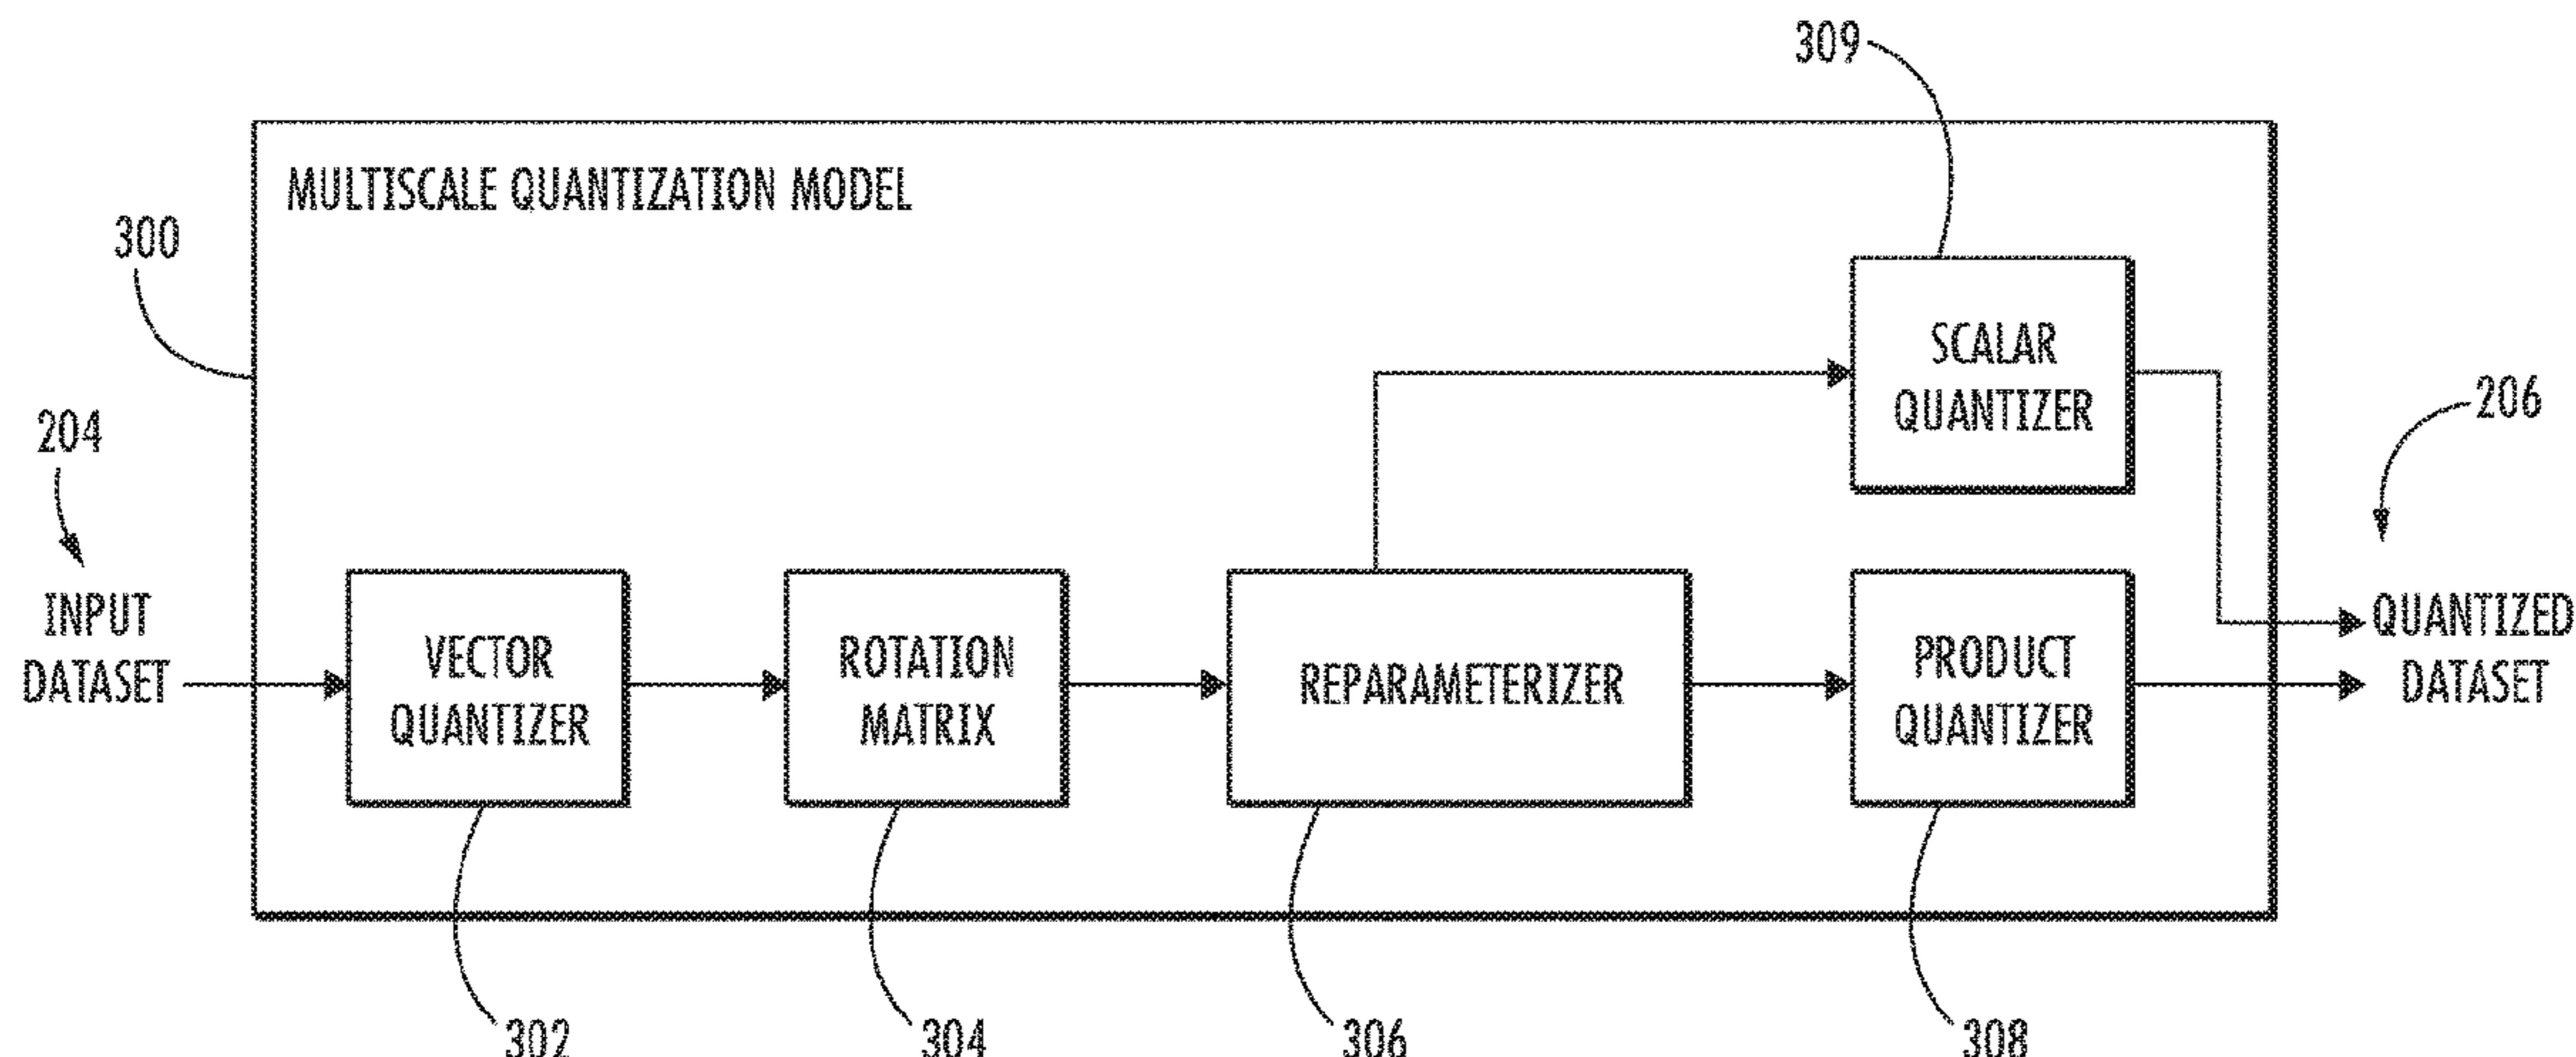 309
MULTISCALE QUANTIZATION MODEL
300
SCALAR
QUANTIZER
206
204
INPUT
DATASET
VECTOR
QUANTIZER
ROTATION
MATRIX
REPARAMETERIZER
PRODUCT
QUANTIZER
QUANTIZED
DATASET
302
304
306
308